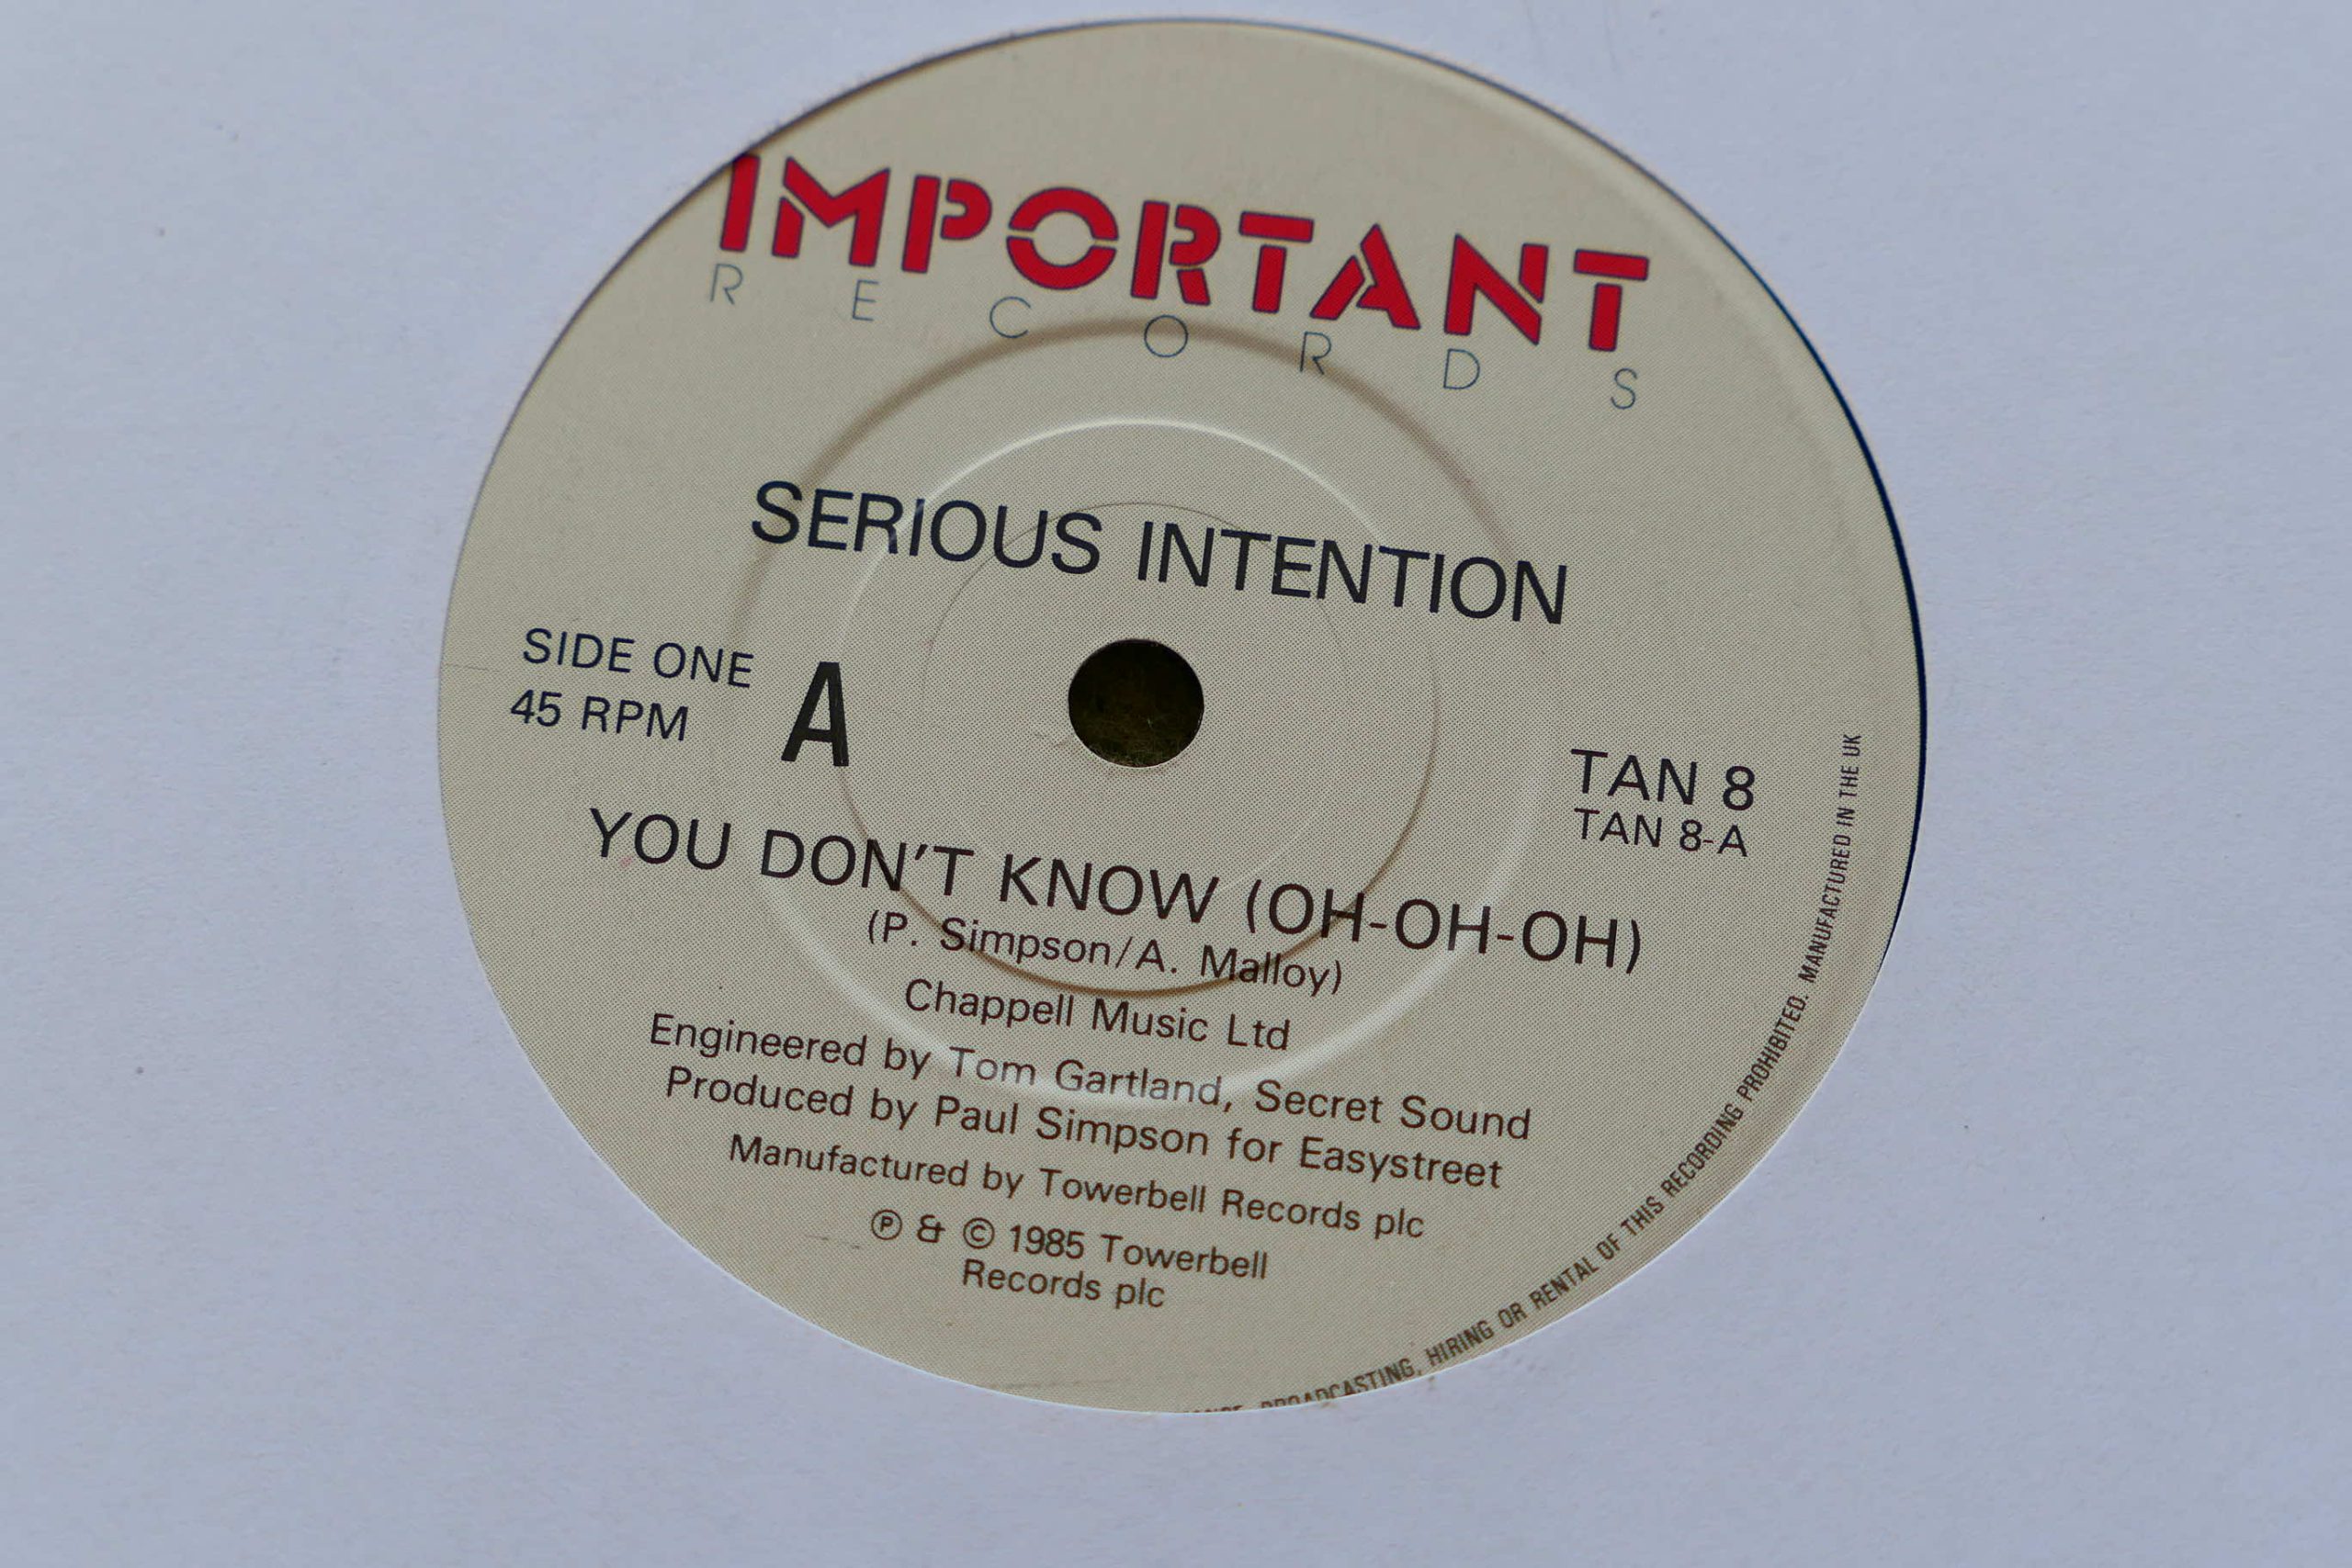 IMPORTANT
RECORDS
SERIOUS INTENTION
SIDE ONE
45 RPM
A
TAN 8
TAN 8-A
YOU DON'T KNOW (OH-OH-OH)
(P. Simpson/A. Malloy)
Chappell Music Ltd
Engineered by Tom Gartland, Secret Sound
Produced by Paul Simpson for Easystreet
Manufactured by Towerbell Records plc
Ⓟ & © 1985 Towerbell
Records plc
BROADCASTING, HIRING OR RENTAL OF THIS RECORDING PROHIBITED. MANUFACTURED IN THE UK